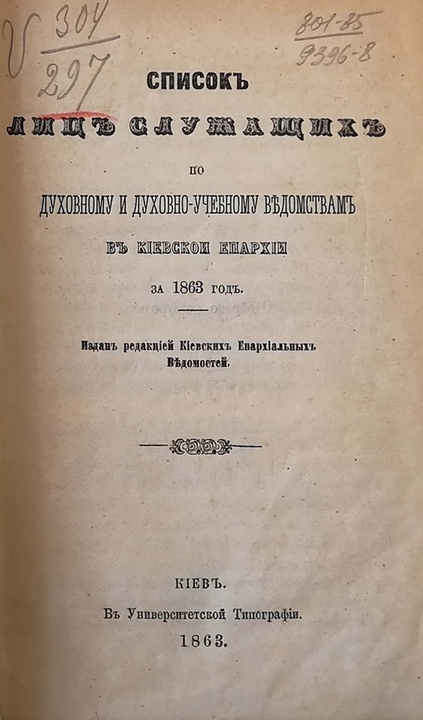 V 304
297
801-85
9396-8
СПИСОКЪ
ЛИЦЪ СЛУЖАЩИХЪ
ПО
ДУХОВНОМУ И ДУХОВНО-УЧЕБНОМУ ВѢДОМСТВАМЪ
ВЪ КІЕВСКОЙ ЕПАРХІИ
ЗА 1863 ГОДЪ.
Изданъ редакціей Кіевскихъ Епархіальныхъ
Вѣдомостей.
КІЕВЪ.
Въ Университетской Типографіи.
1863.